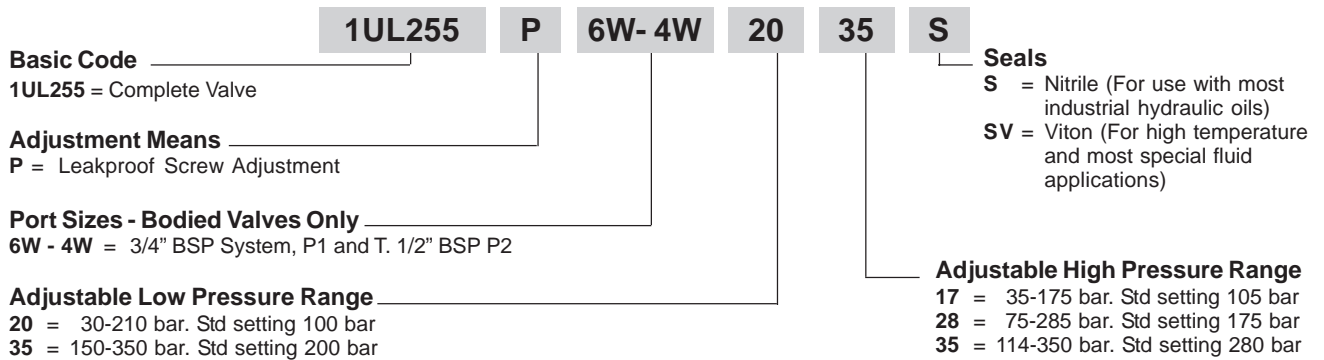 1UL255 P 6W- 4W 20 35 S
Basic Code
1UL255 = Complete Valve
Adjustment Means
P = Leakproof Screw Adjustment
Port Sizes - Bodied Valves Only
6W - 4W = 3/4” BSP System, P1 and T. 1/2” BSP P2
Adjustable Low Pressure Range
20 = 30-210 bar. Std setting 100 bar
35 = 150-350 bar. Std setting 200 bar
Seals
S = Nitrile (For use with most
industrial hydraulic oils)
SV = Viton (For high temperature
and most special fluid
applications)
Adjustable High Pressure Range
17 = 35-175 bar. Std setting 105 bar
28 = 75-285 bar. Std setting 175 bar
35 = 114-350 bar. Std setting 280 bar